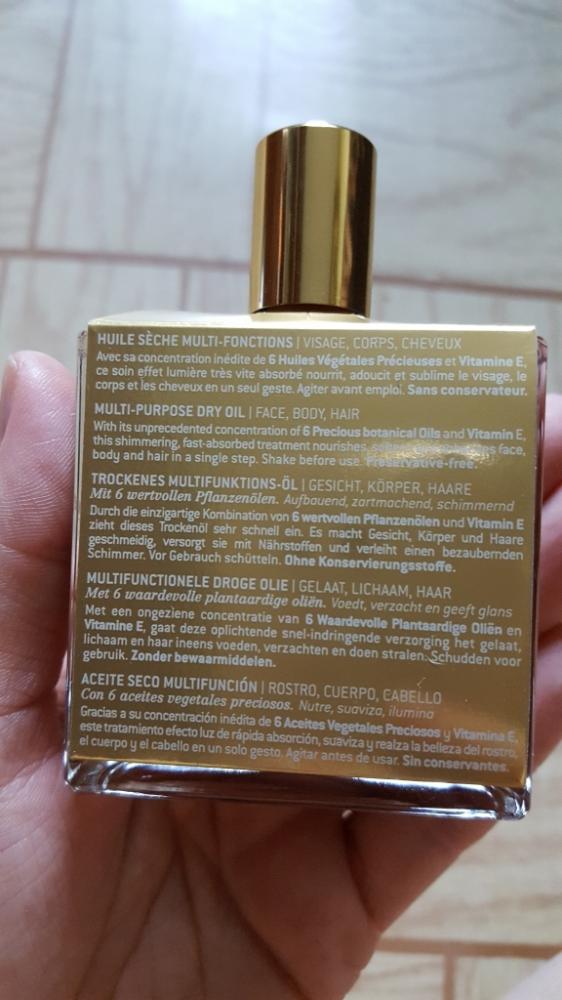 HUILE SÈCHE MULTI-FONCTIONS | VISAGE, CORPS, CHEVEUX
Avec sa concentration inédite de 6 Huiles Végétales Précieuses et Vitamine E,
ce soin effet lumière très vite absorbé nourrit, adoucit et sublime le visage, le
corps et les cheveux en un seul geste. Agiter avant emploi. Sans conservateur.
MULTI-PURPOSE DRY OIL | FACE, BODY, HAIR
With its unprecedented concentration of 6 Precious botanical Oils and Vitamin E,
this shimmering, fast-absorbed treatment nourishes, face,
body and hair in a single step. Shake before use. Preservative-free.
TROCKENES MULTIFUNKTIONS-ÖL | GESICHT, KÖRPER, HAARE
Mit 6 wertvollen Pflanzenölen. Aufbauend, zartmachend, schimmernd
Durch die einzigartige Kombination von 6 wertvollen Pflanzenölen und Vitamin E
zieht dieses Trockenöl sehr schnell ein. Es macht Gesicht, Körper und Haare
geschmeidig, versorgt sie mit Nährstoffen und verleiht einen bezaubernden
Schimmer. Vor Gebrauch schütteln. Ohne Konservierungsstoffe.
MULTIFUNCTIONELE DROGE OLIE | GELAAT, LICHAAM, HAAR
Met 6 waardevolle plantaardige oliën. Voedt, verzacht en geeft glans
Met een ongeziene concentratie van 6 Waardevolle Plantaardige Oliën en
Vitamine E, gaat deze oplichtende snel-indringende verzorging het gelaat,
lichaam en haar ineens voeden, verzachten en doen stralen. Schudden voor
gebruik. Zonder bewaarmiddelen.
ACEITE SECO MULTIFUNCIÓN | ROSTRO, CUERPO, CABELLO
Con 6 aceites vegetales preciosos. Nutre, suaviza, ilumina
Gracias a su concentración inédita de 6 Aceites Vegetales Preciosos y Vitamina E,
este tratamiento efecto luz de rápida absorción, suaviza y realza la belleza del rostro,
el cuerpo y el cabello en un solo gesto. Agitar antes de usar. Sin conservantes.